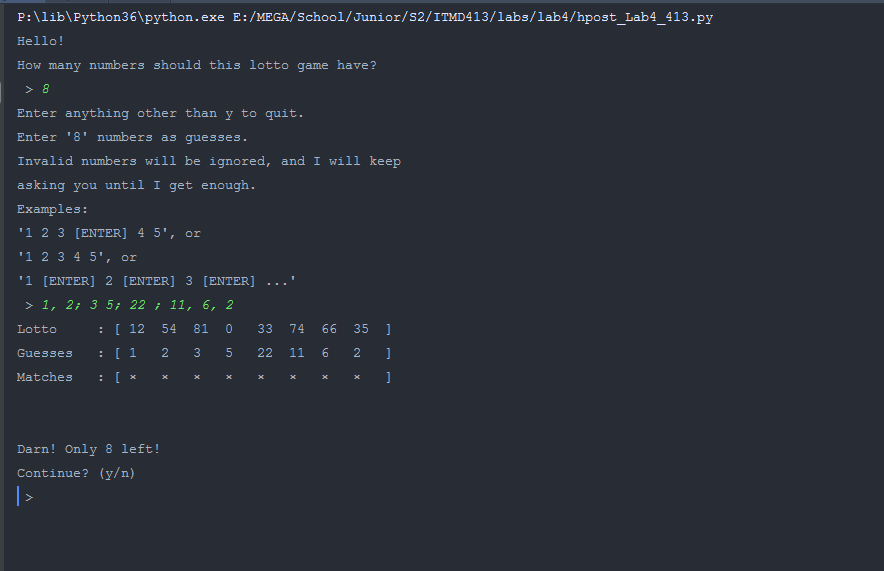 P:\lib\Python36\python.exe E:/MEGA/School/Junior/S2/ITMD413/labs/lab4/hpost_Lab4_413.py
Hello!
How many numbers should this lotto game have?
 > 8
Enter anything other than y to quit.
Enter '8' numbers as guesses.
Invalid numbers will be ignored, and I will keep
asking you until I get enough.
Examples:
'1 2 3 [ENTER] 4 5', or
'1 2 3 4 5', or
'1 [ENTER] 2 [ENTER] 3 [ENTER] ...'
 > 1, 2; 3 5; 22 ; 11, 6, 2
Lotto     : [ 12  54  81  0   33  74  66  35  ]
Guesses   : [ 1   2   3   5   22  11  6   2   ]
Matches   : [ ×   ×   ×   ×   ×   ×   ×   ×   ]
Darn! Only 8 left!
Continue? (y/n)
 >